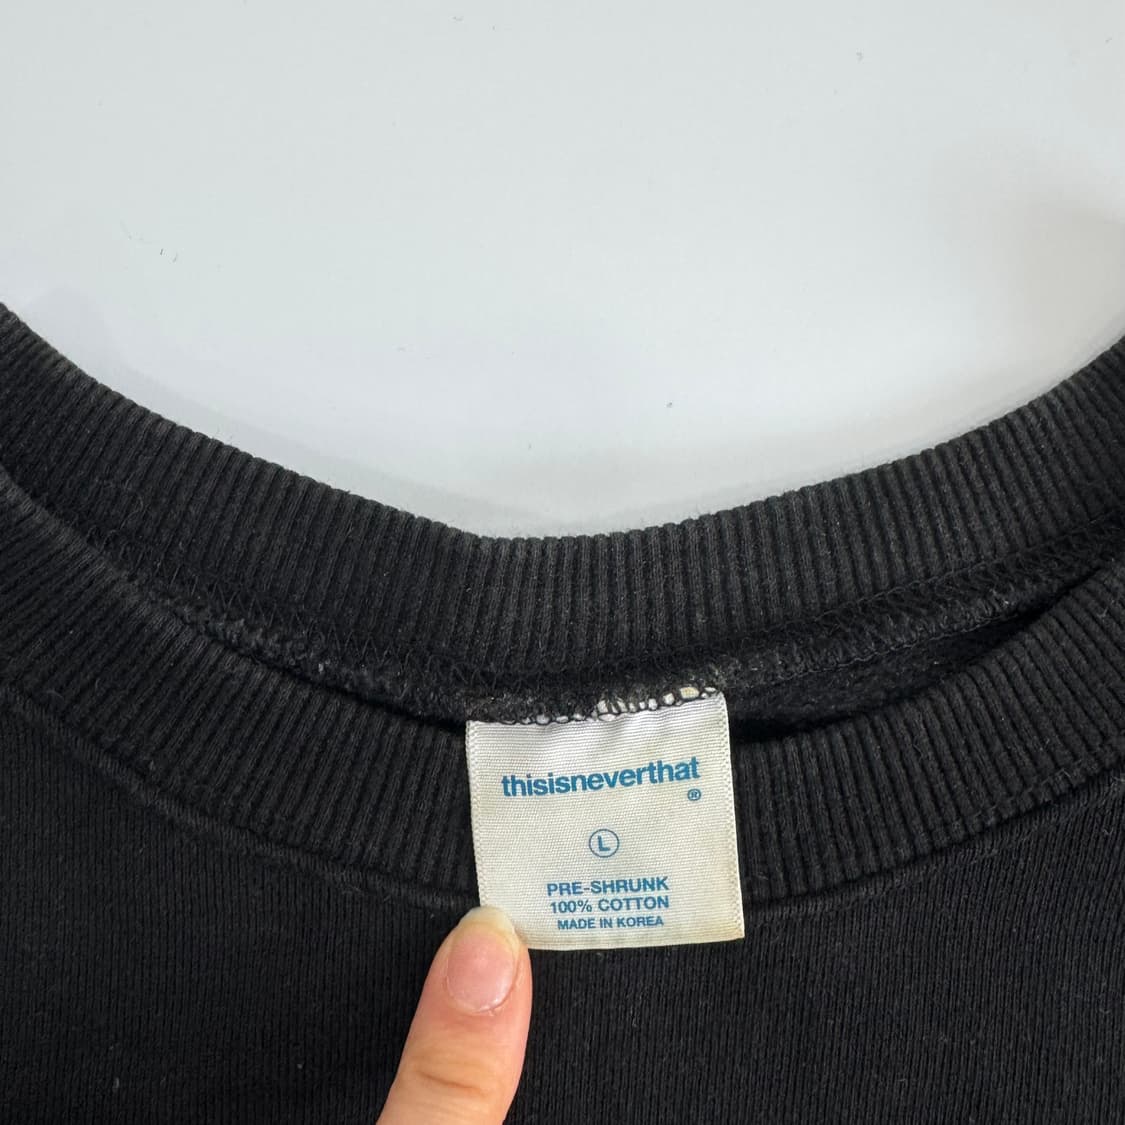 thisisneverthat
®
L
PRE-SHRUNK
100% COTTON
MADE IN KOREA